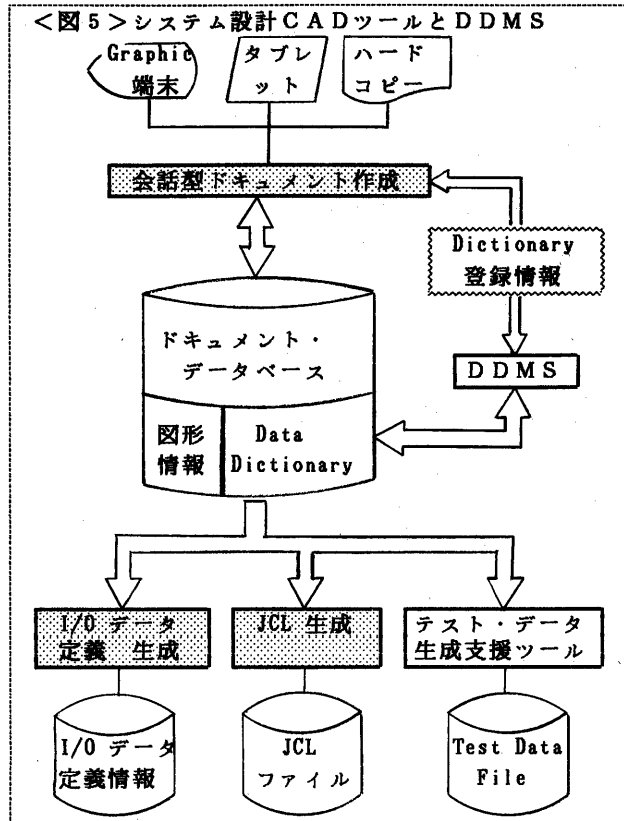 <図5>システム設計CADツールとDDMS
Graphic
端末
タブレ
ット
ハード
コピー
会話型ドキュメント作成
Dictionary
登録情報
DDMS
ドキュメント・
データベース
図形
情報
Data
Dictionary
I/O データ
定義 生成
JCL 生成
テスト・データ
生成支援ツール
I/O データ
定義情報
JCL
ファイル
Test Data
File